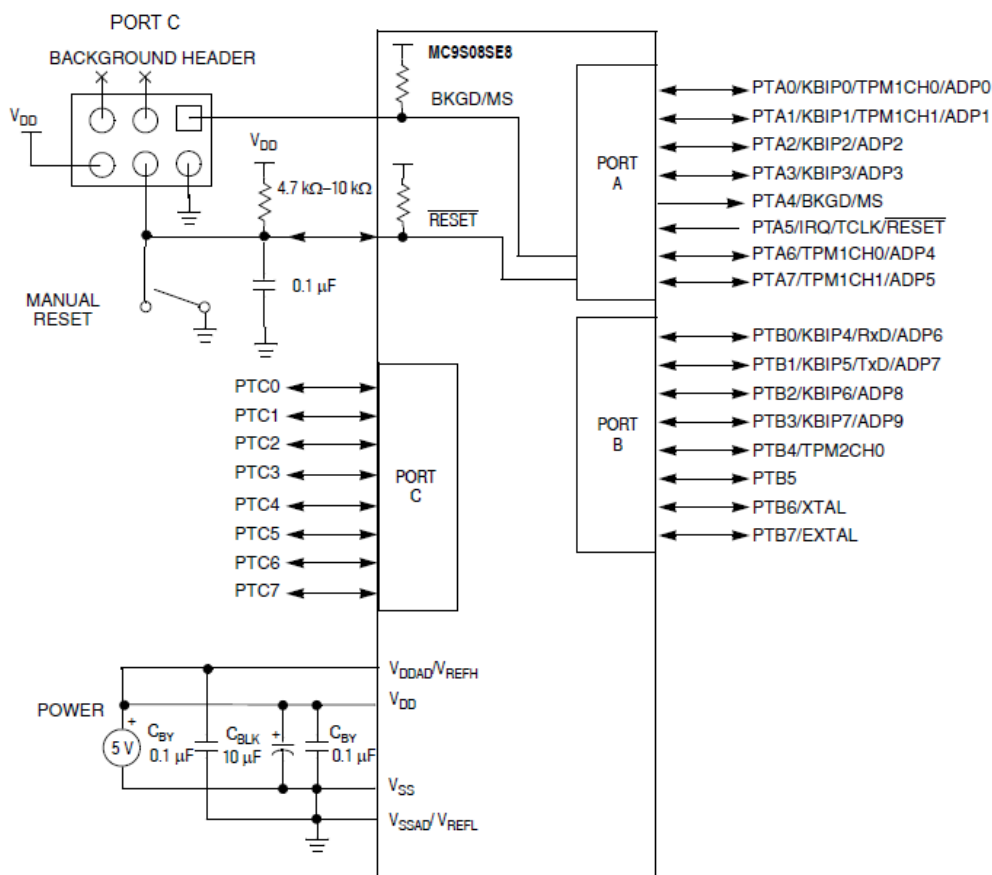 PORT C
BACKGROUND HEADER
VDD
MC9S08SE8
BKGD/MS
VDD
4.7 kΩ–10 kΩ
RESET
0.1 µF
MANUAL
RESET
PORT
A
PTA0/KBIP0/TPM1CH0/ADP0
PTA1/KBIP1/TPM1CH1/ADP1
PTA2/KBIP2/ADP2
PTA3/KBIP3/ADP3
PTA4/BKGD/MS
PTA5/IRQ/TCLK/RESET
PTA6/TPM1CH0/ADP4
PTA7/TPM1CH1/ADP5
PORT
B
PTB0/KBIP4/RxD/ADP6
PTB1/KBIP5/TxD/ADP7
PTB2/KBIP6/ADP8
PTB3/KBIP7/ADP9
PTB4/TPM2CH0
PTB5
PTB6/XTAL
PTB7/EXTAL
PTC0
PTC1
PTC2
PTC3
PTC4
PTC5
PTC6
PTC7
PORT
C
POWER
+
5 V
CBY
0.1 µF
CBLK
10 µF
+
CBY
0.1 µF
VDDAD/VREFH
VDD
VSS
VSSAD/VREFL